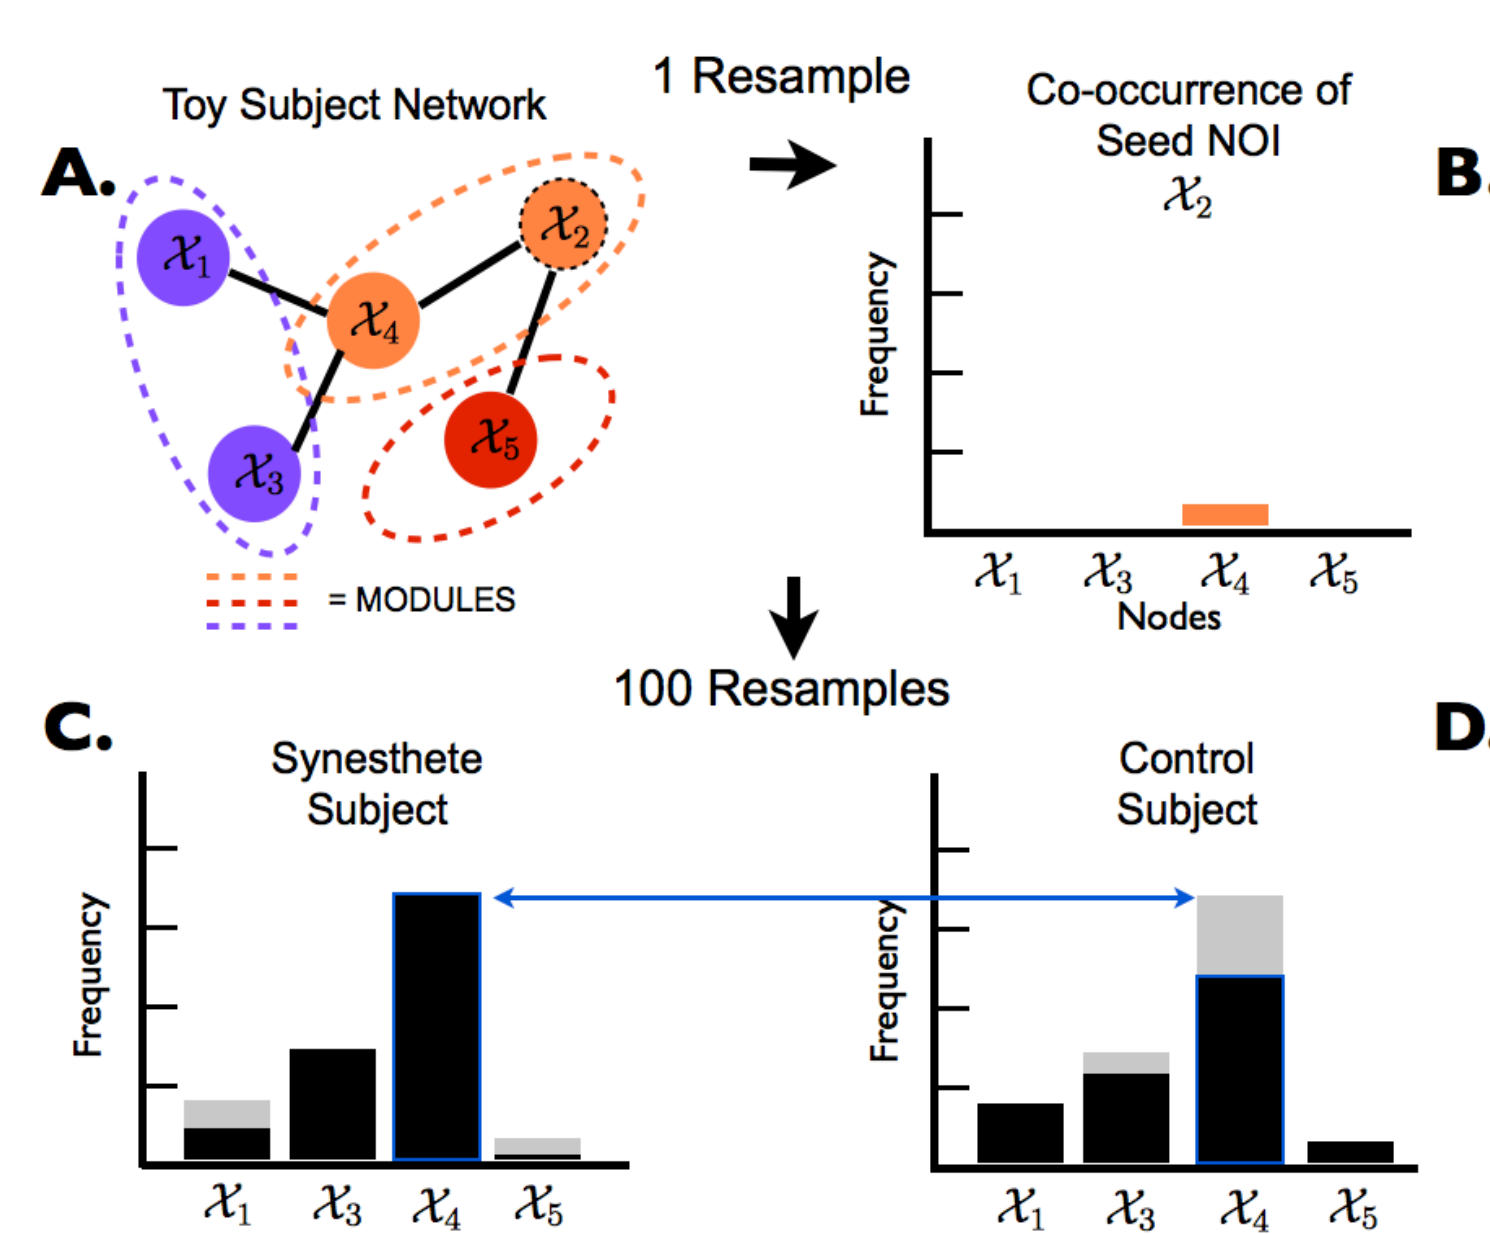 Toy Subject Network
1 Resample
Co-occurrence of
Seed NOI
𝒳2
A.
B.
𝒳1
𝒳2
𝒳4
𝒳3
𝒳5
= MODULES
Frequency
𝒳1 𝒳3 𝒳4 𝒳5
Nodes
100 Resamples
C.
D.
Synesthete
Subject
Control
Subject
Frequency
𝒳1 𝒳3 𝒳4 𝒳5
Frequency
𝒳1 𝒳3 𝒳4 𝒳5